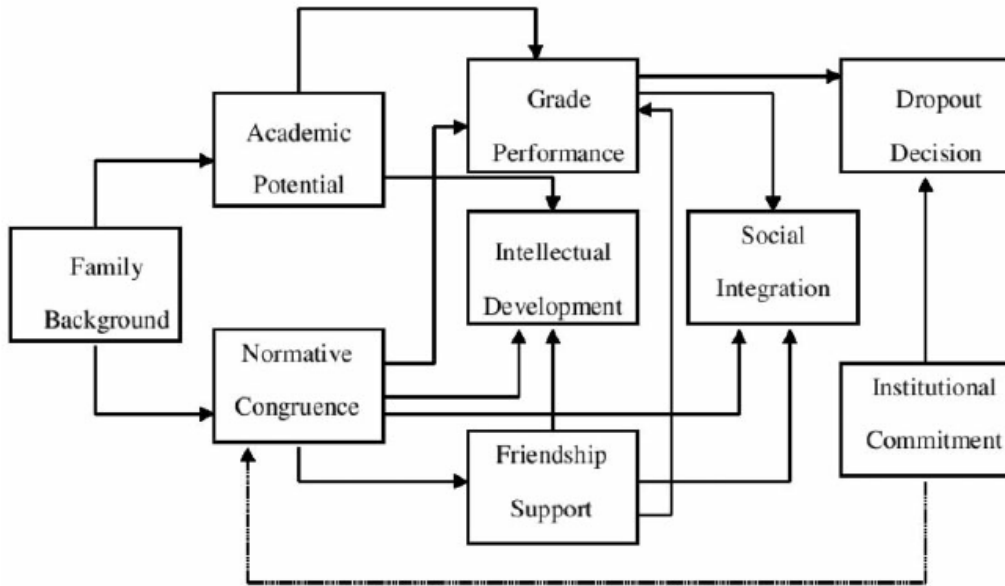 Grade
Performance
Dropout
Decision
Academic
Potential
Family
Background
Intellectual
Development
Social
Integration
Normative
Congruence
Institutional
Commitment
Friendship
Support